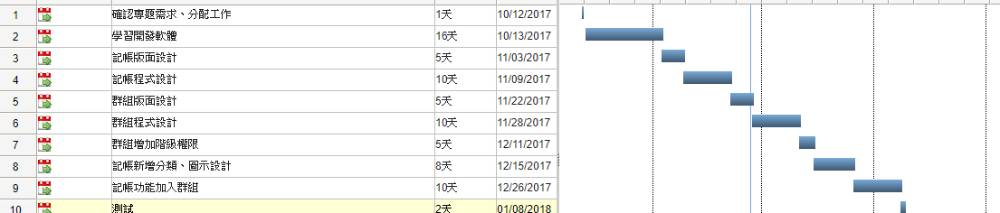 1 確認專題需求、分配工作 1天 10/12/2017
2 學習開發軟體 16天 10/13/2017
3 記帳版面設計 5天 11/03/2017
4 記帳程式設計 10天 11/09/2017
5 群組版面設計 5天 11/22/2017
6 群組程式設計 10天 11/28/2017
7 群組增加階級權限 5天 12/11/2017
8 記帳新增分類、圖示設計 8天 12/15/2017
9 記帳功能加入群組 10天 12/26/2017
10 測試 2天 01/08/2018